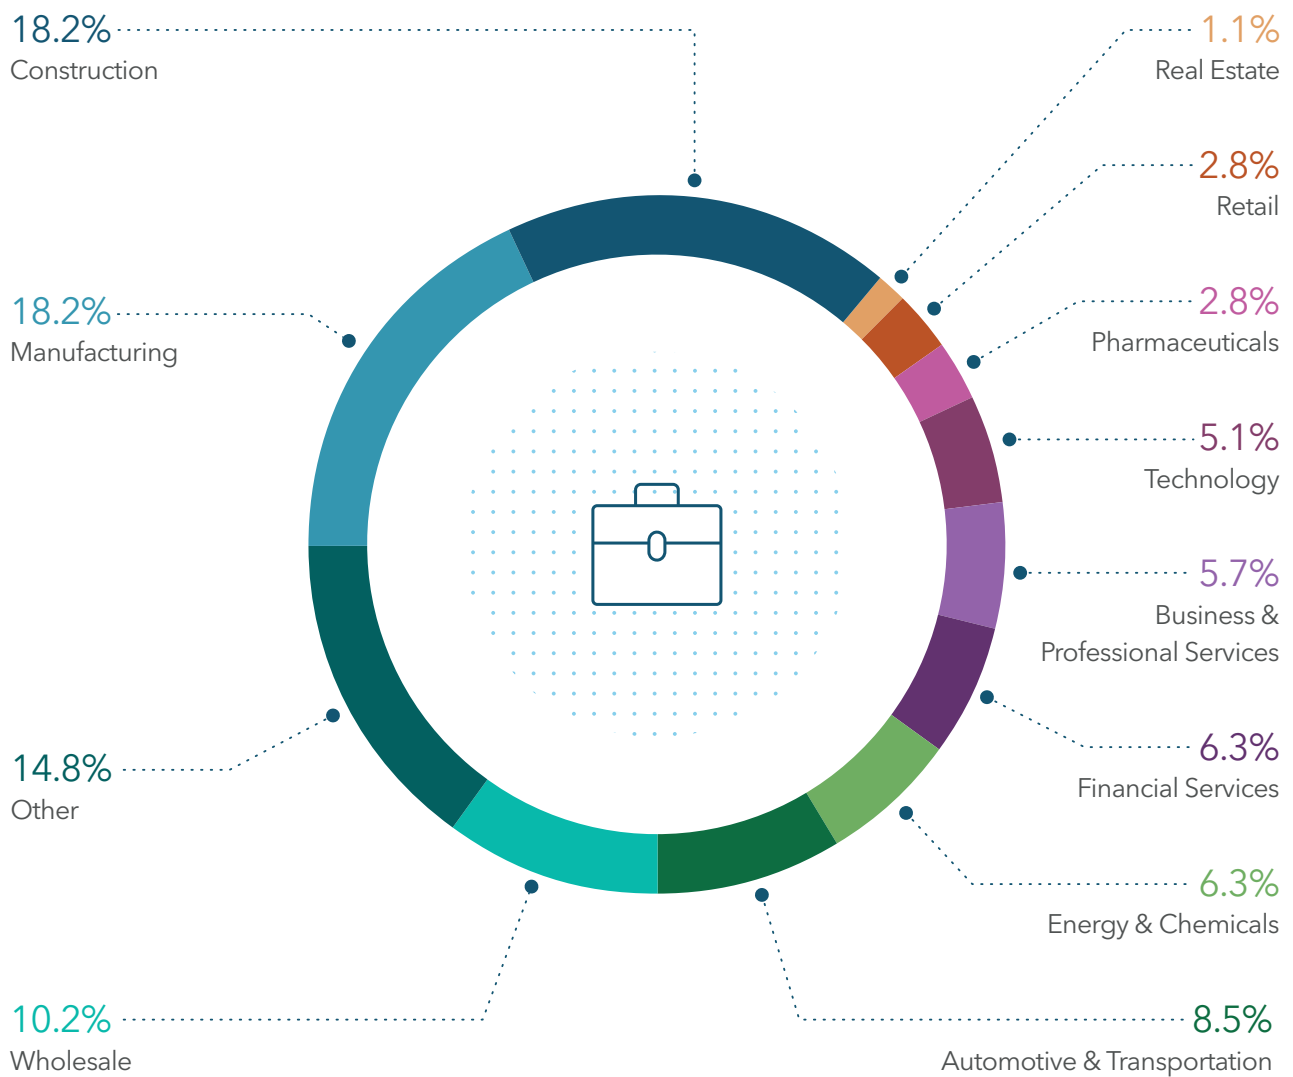 18.2%
Construction
1.1%
Real Estate
2.8%
Retail
18.2%
Manufacturing
2.8%
Pharmaceuticals
5.1%
Technology
5.7%
Business &
Professional Services
14.8%
Other
6.3%
Financial Services
6.3%
Energy & Chemicals
10.2%
Wholesale
8.5%
Automotive & Transportation